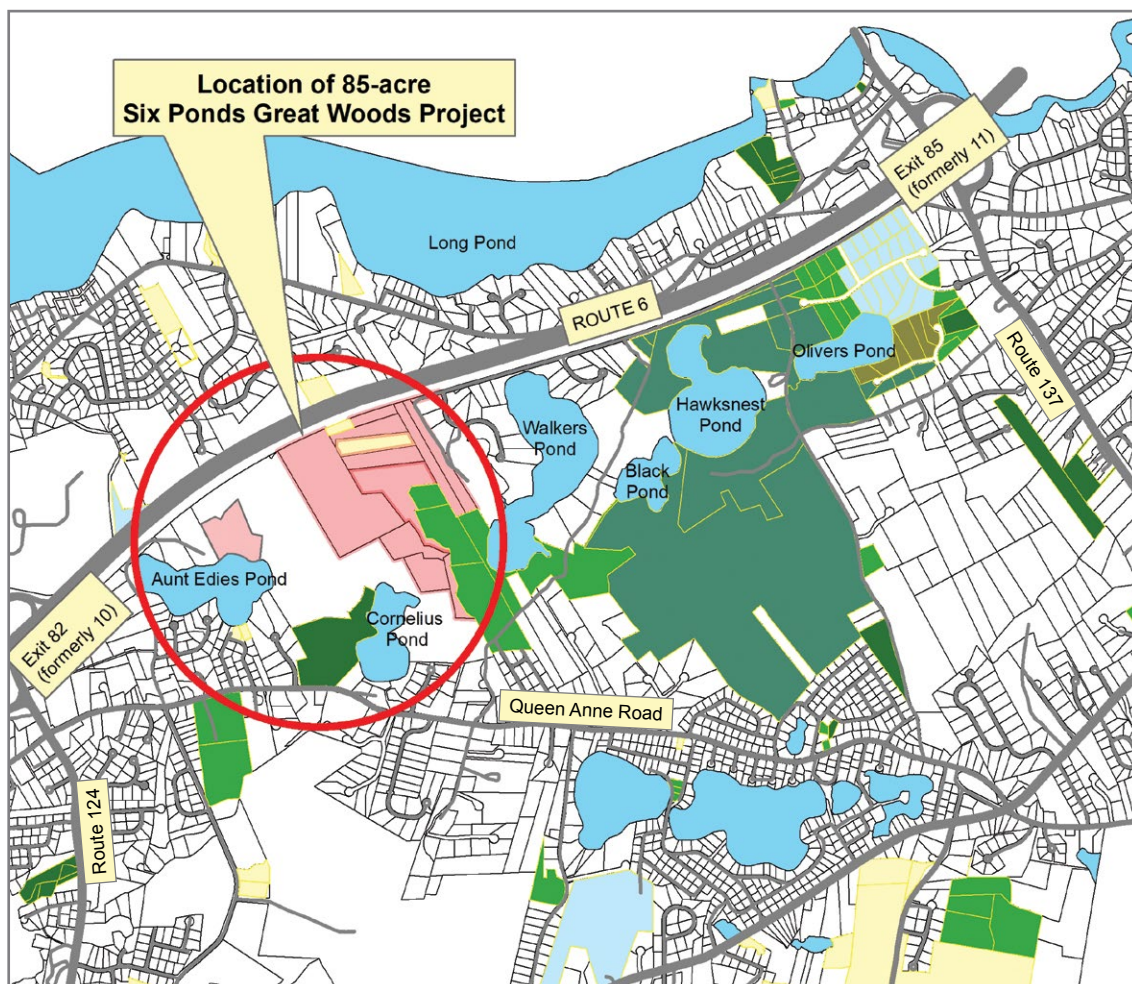 Location of 85-acre
Six Ponds Great Woods Project
Exit 85
(formerly 11)
Long Pond
ROUTE 6
Olivers Pond
Route 137
Hawksnest
Pond
Walkers
Pond
Black
Pond
Aunt Edies Pond
Cornelius
Pond
Exit 82
(formerly 10)
Queen Anne Road
Route 124